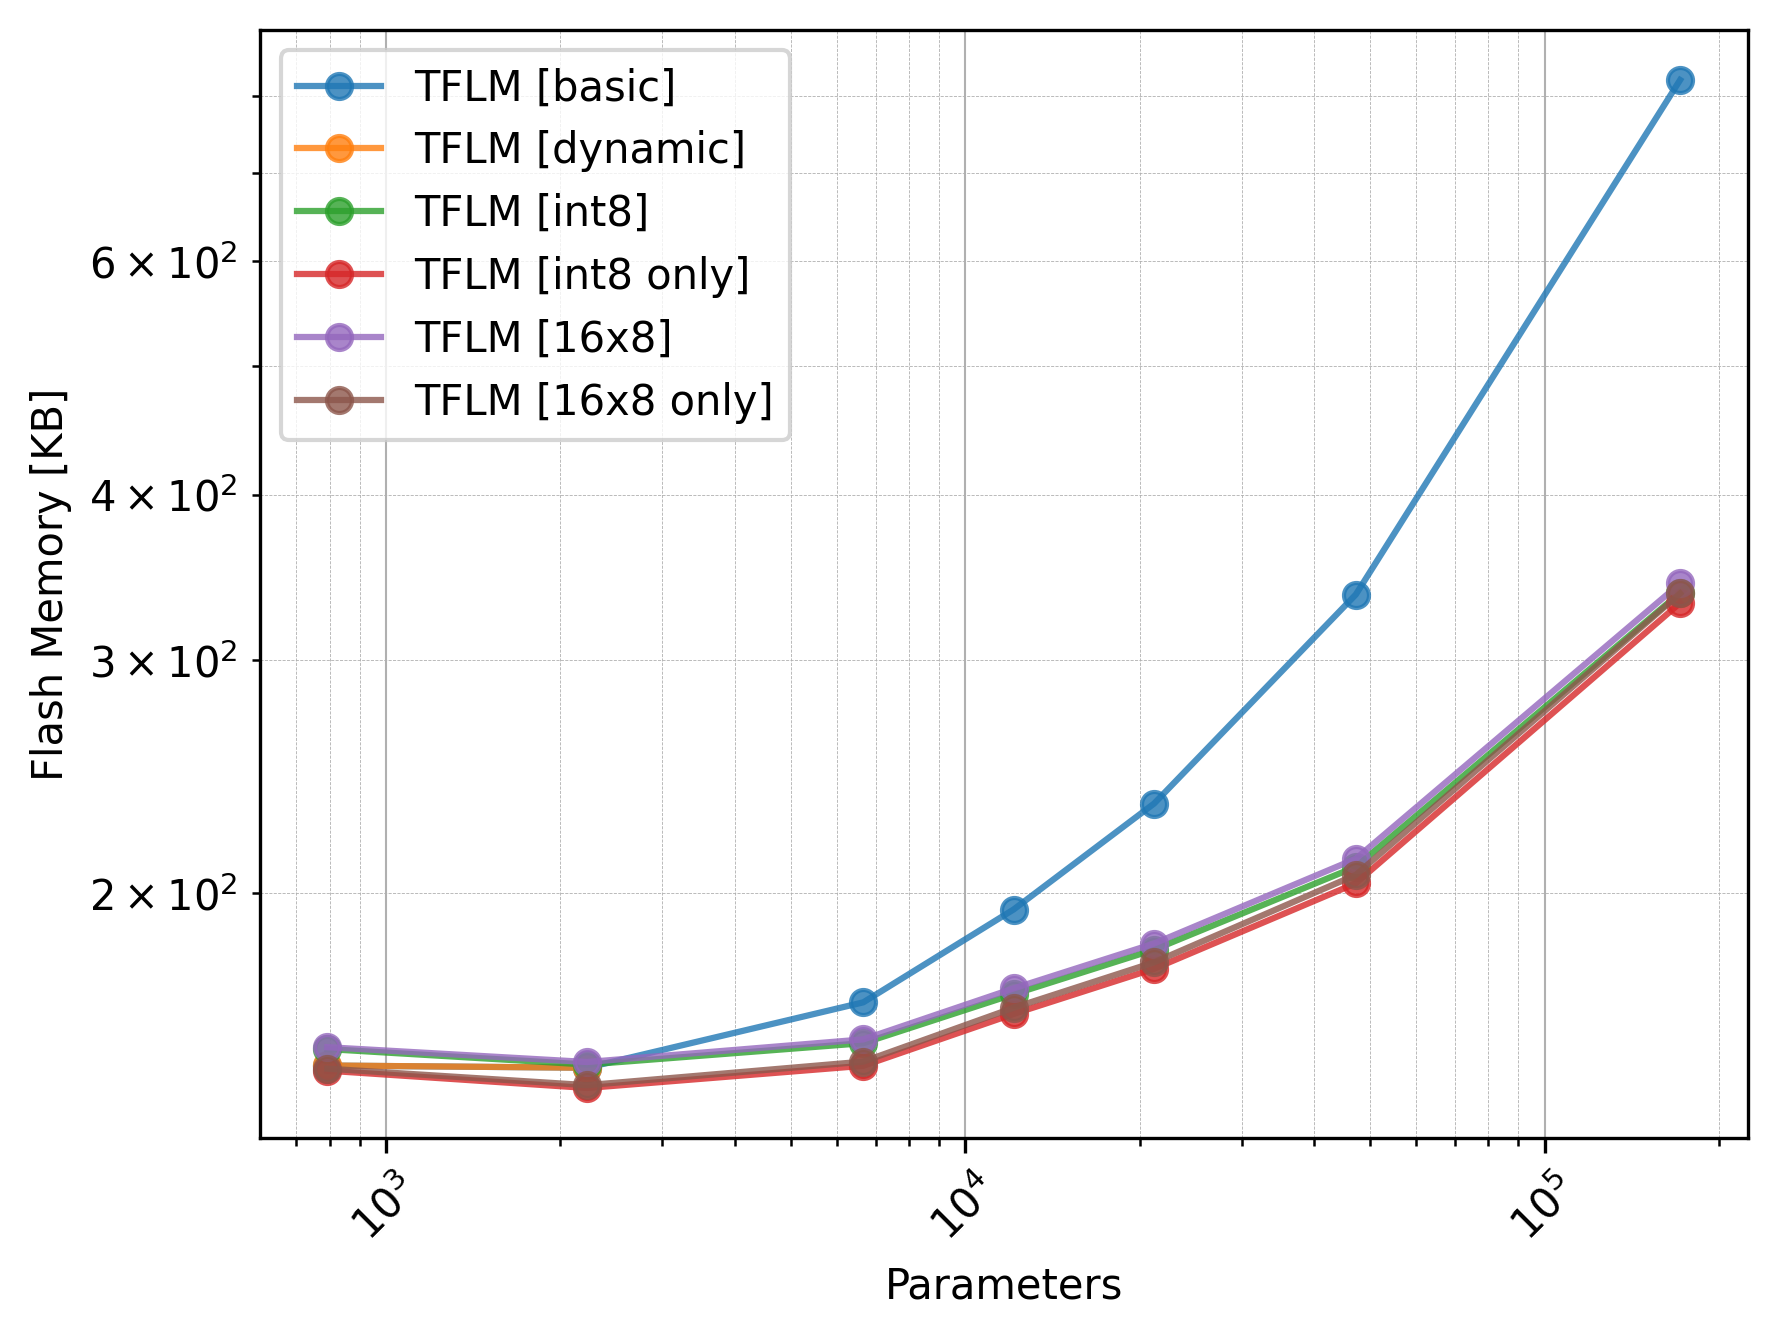 TFLM [basic]
TFLM [dynamic]
TFLM [int8]
TFLM [int8 only]
TFLM [16x8]
TFLM [16x8 only]
6 × 10²
4 × 10²
3 × 10²
2 × 10²
Flash Memory [KB]
10³
10⁴
10⁵
Parameters